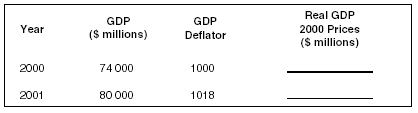 Year GDP ($ millions) GDP Deflator Real GDP 2000 Prices ($ millions)
2000 74 000 1000
2001 80 000 1018